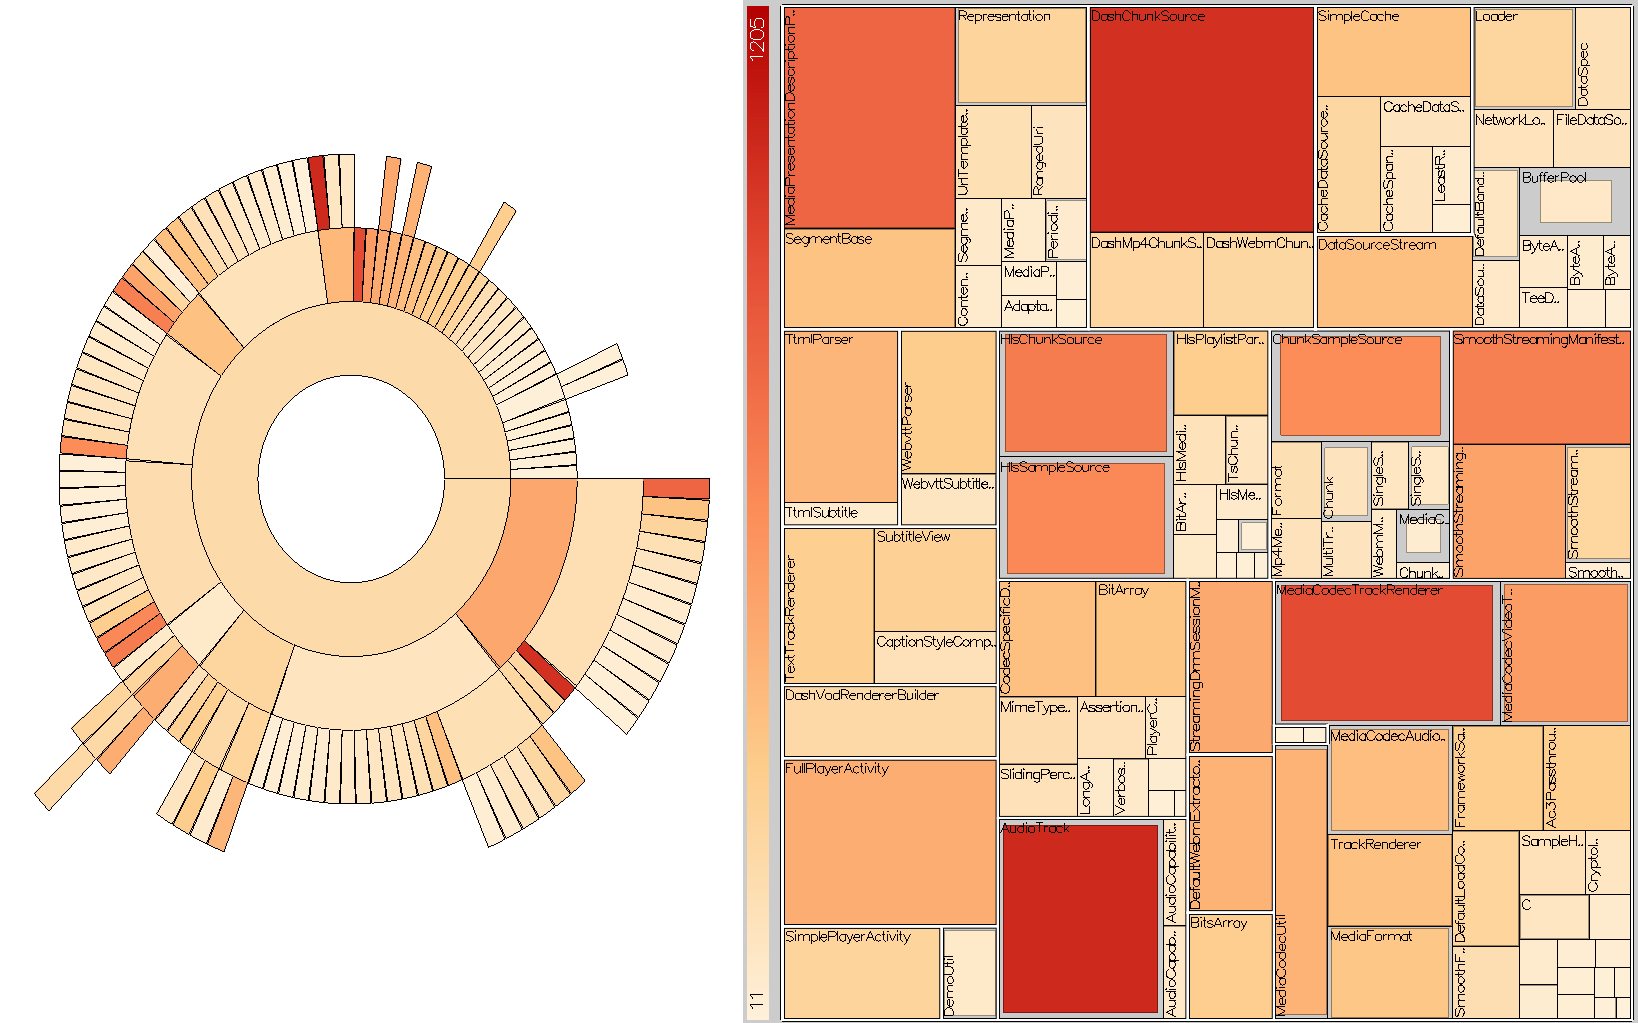 1205
11
MediaPresentationDescriptionP..
Representation
DashChunkSource
SimpleCache
Loader
DataSpec
UrlTemplate..
RangedUri
CacheDataSource..
CacheDataS..
CacheSpan..
LeastR..
NetworkLo..
FileDataSo..
DefaultBand..
BufferPool
SegmentBase
Segme..
MediaP..
Periodi..
DashMp4ChunkS..
DashWebmChun..
DataSourceStream
DataSou..
ByteA..
ByteA..
ByteA..
TeeD..
Conten..
MediaP..
Adapta..
TtmlParser
WebvttParser
HlsChunkSource
HlsPlaylistPar..
ChunkSampleSource
SmoothStreamingManifest..
HlsMedi..
TsChun..
HlsSampleSource
Format
Chunk
SingleS..
SingleS..
SmoothStreaming..
SmoothStream..
WebvttSubtitle..
TtmlSubtitle
BitAr..
HlsMe..
Mp4Me..
MultiTr..
WebmM..
MediaC..
Chunk..
Smooth..
TextTrackRenderer
SubtitleView
CaptionStyleComp..
CodecSpecificD..
BitArray
StreamingDrmSessionM..
MediaCodecTrackRenderer
MediaCodecVideoT..
DashVodRendererBuilder
MimeType..
Assertion..
PlayerC..
SlidingPerc..
LongA..
Verbos..
FullPlayerActivity
DefaultWebmExtracto..
MediaCodecUtil
MediaCodecAudio..
FrameworkSa..
Ac3Passthrou..
AudioTrack
AudioCapabilit..
AudioCapab..
TrackRenderer
DefaultLoadCo..
SampleH..
CryptoI..
C
SimplePlayerActivity
DemoUtil
BitsArray
MediaFormat
SmoothF..